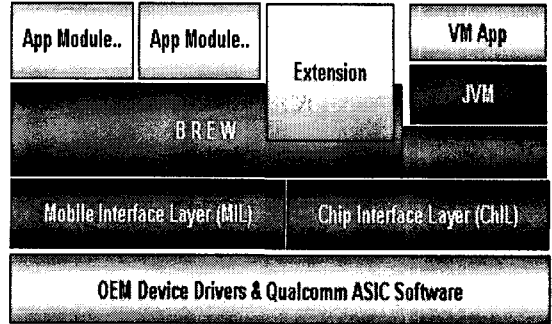 App Module.. App Module.. Extension VM App
JVM
BREW
Mobile Interface Layer (MIL) Chip Interface Layer (ChIL)
OEM Device Drivers & Qualcomm ASIC Software